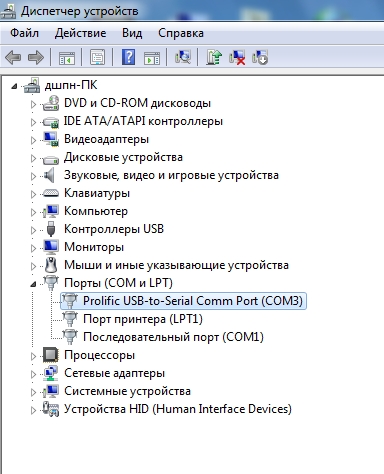 Диспетчер устройств
Файл Действие Вид Справка
дшпн-ПК
DVD и CD-ROM дисководы
IDE ATA/ATAPI контроллеры
Видеоадаптеры
Дисковые устройства
Звуковые, видео и игровые устройства
Клавиатуры
Компьютер
Контроллеры USB
Мониторы
Мыши и иные указывающие устройства
Порты (COM и LPT)
Prolific USB-to-Serial Comm Port (COM3)
Порт принтера (LPT1)
Последовательный порт (COM1)
Процессоры
Сетевые адаптеры
Системные устройства
Устройства HID (Human Interface Devices)